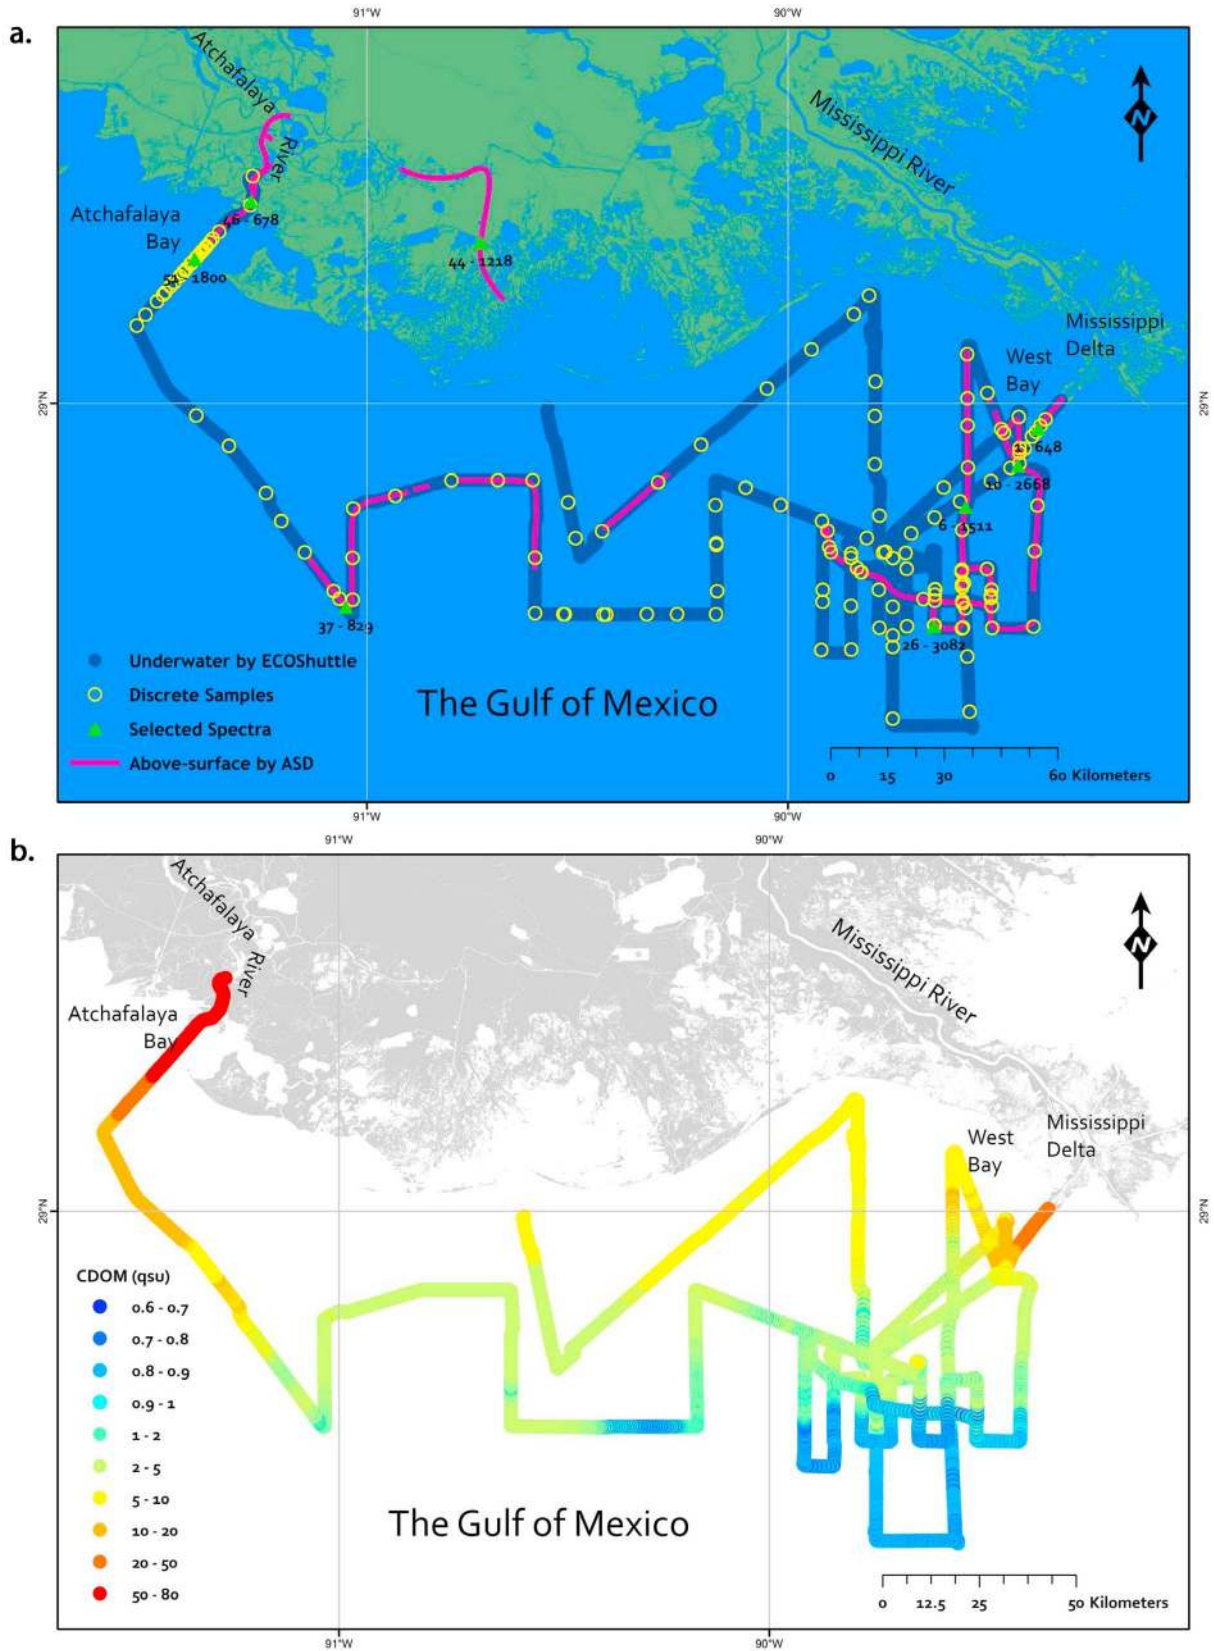 a.
91°W
90°W
Atchafalaya
River
Mississippi River
Atchafalaya
Bay
46 - 678
1800
44 - 1218
Mississippi
Delta
West
Bay
29°N
29°N
648
10 - 2668
6 - 1511
37 - 829
26 - 3082
Underwater by ECOShuttle
Discrete Samples
Selected Spectra
Above-surface by ASD
The Gulf of Mexico
0 15 30 60 Kilometers
91°W
90°W
b.
91°W
90°W
Atchafalaya
River
Mississippi River
Atchafalaya
Bay
Mississippi
Delta
West
Bay
29°N
29°N
CDOM (qsu)
0.6 - 0.7
0.7 - 0.8
0.8 - 0.9
0.9 - 1
1 - 2
2 - 5
5 - 10
10 - 20
20 - 50
50 - 80
The Gulf of Mexico
0 12.5 25 50 Kilometers
91°W
90°W